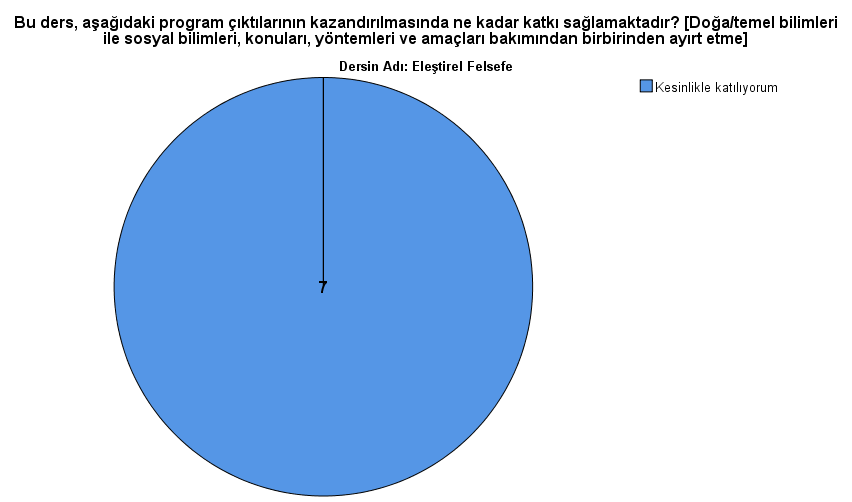 Bu ders, aşağıdaki program çıktılarının kazandırılmasında ne kadar katkı sağlamaktadır? [Doğa/temel bilimleri
ile sosyal bilimleri, konuları, yöntemleri ve amaçları bakımından birbirinden ayırt etme]
Dersin Adı: Eleştirel Felsefe
Kesinlikle katılıyorum
7